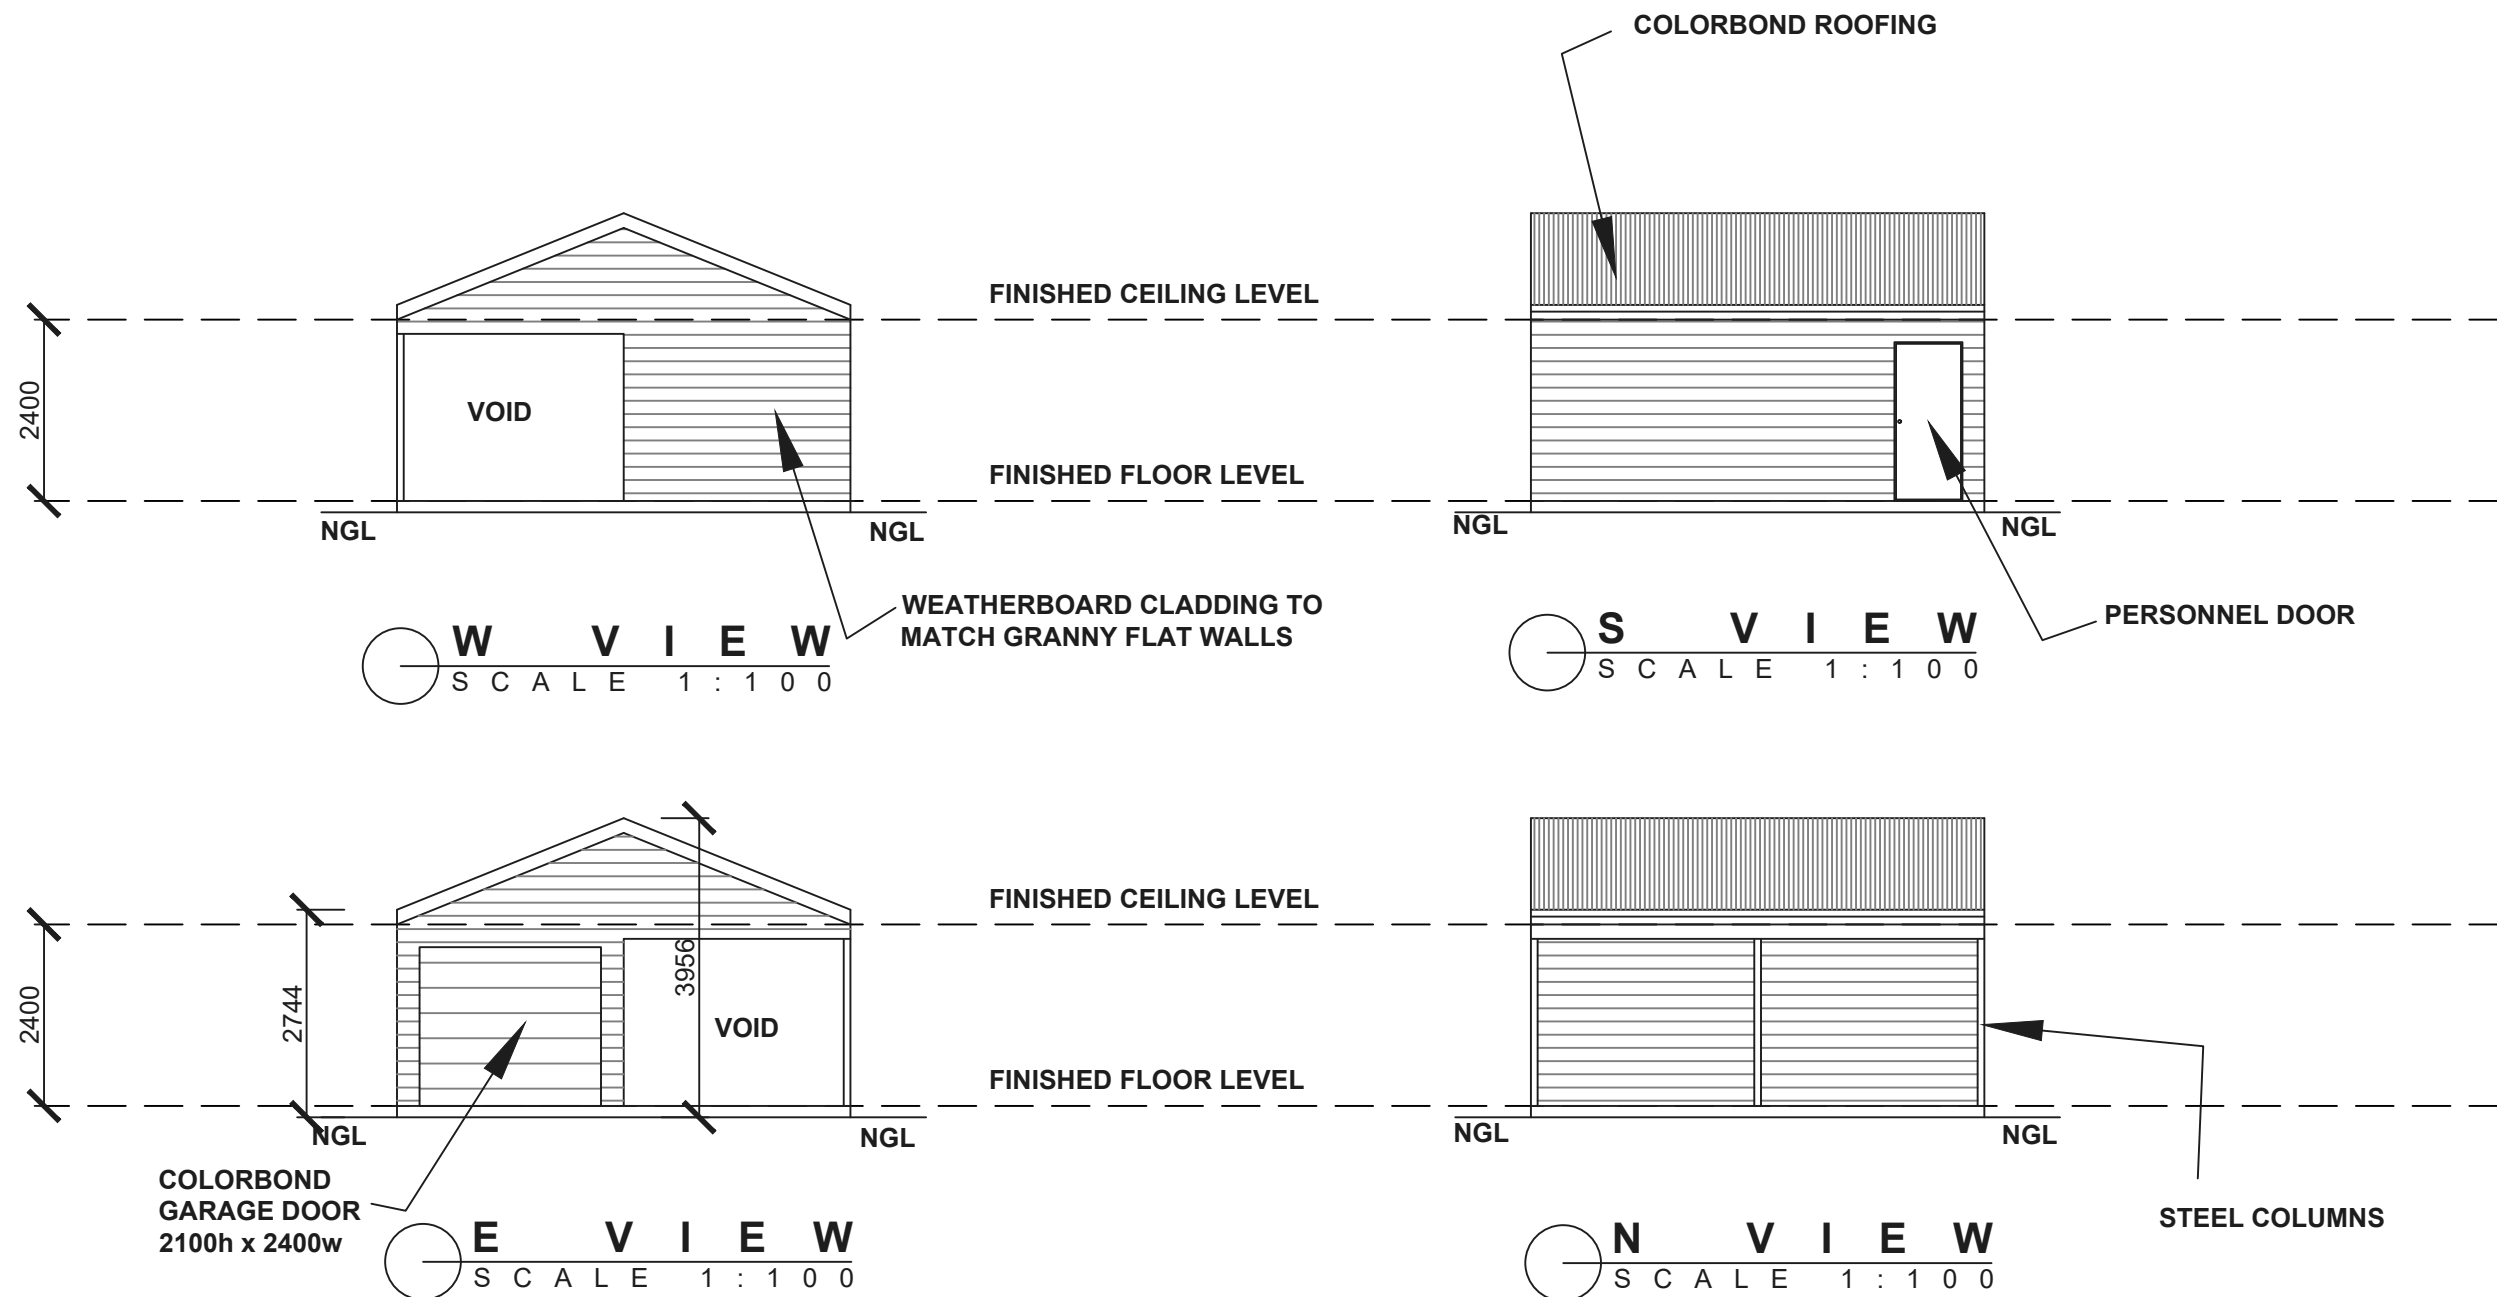 COLORBOND ROOFING
FINISHED CEILING LEVEL
2400
VOID
FINISHED FLOOR LEVEL
NGL
NGL
NGL
NGL
WEATHERBOARD CLADDING TO
MATCH GRANNY FLAT WALLS
PERSONNEL DOOR
W VIEW
SCALE 1:100
S VIEW
SCALE 1:100
FINISHED CEILING LEVEL
2400
2744
3956
VOID
FINISHED FLOOR LEVEL
NGL
NGL
NGL
NGL
COLORBOND
GARAGE DOOR
2100h x 2400w
STEEL COLUMNS
E VIEW
SCALE 1:100
N VIEW
SCALE 1:100